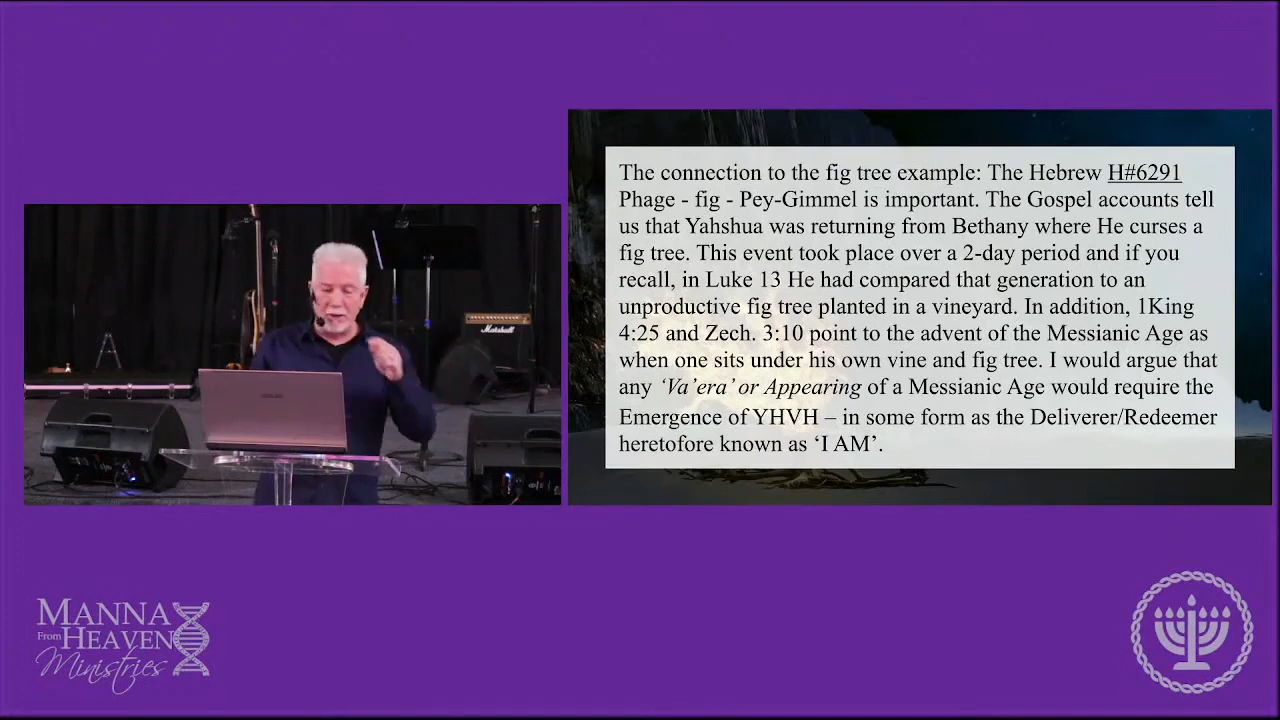 The connection to the fig tree example: The Hebrew H#6291
Phage - fig - Pey-Gimmel is important. The Gospel accounts tell
us that Yahshua was returning from Bethany where He curses a
fig tree. This event took place over a 2-day period and if you
recall, in Luke 13 He had compared that generation to an
unproductive fig tree planted in a vineyard. In addition, 1King
4:25 and Zech. 3:10 point to the advent of the Messianic Age as
when one sits under his own vine and fig tree. I would argue that
any ‘Va’era’ or Appearing of a Messianic Age would require the
Emergence of YHVH – in some form as the Deliverer/Redeemer
heretofore known as ‘I AM’.
Marshall
MANNA
From HEAVEN
Ministries